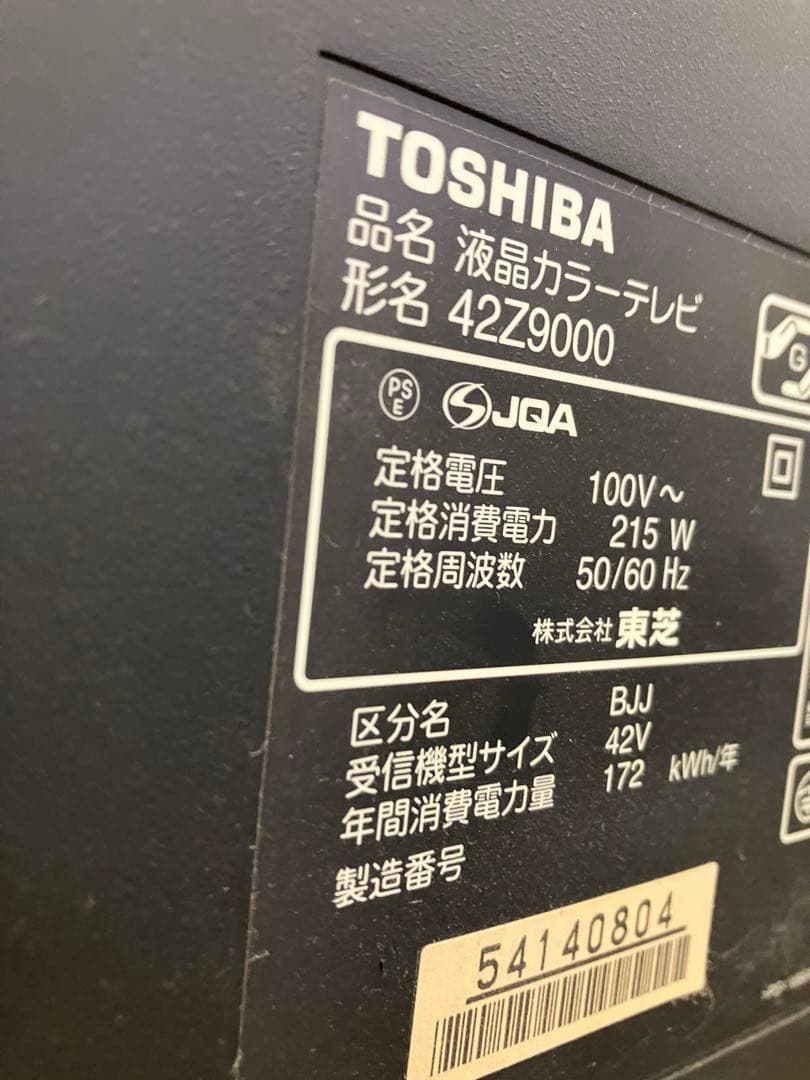 TOSHIBA
品名 液晶カラーテレビ
形名 42Z9000
G
PS
E
JQA
定格電圧 100V～
定格消費電力 215 W
定格周波数 50/60 Hz
株式会社 東芝
区分名 BJJ
受信機型サイズ 42V
年間消費電力量 172 kWh/年
製造番号
54140804